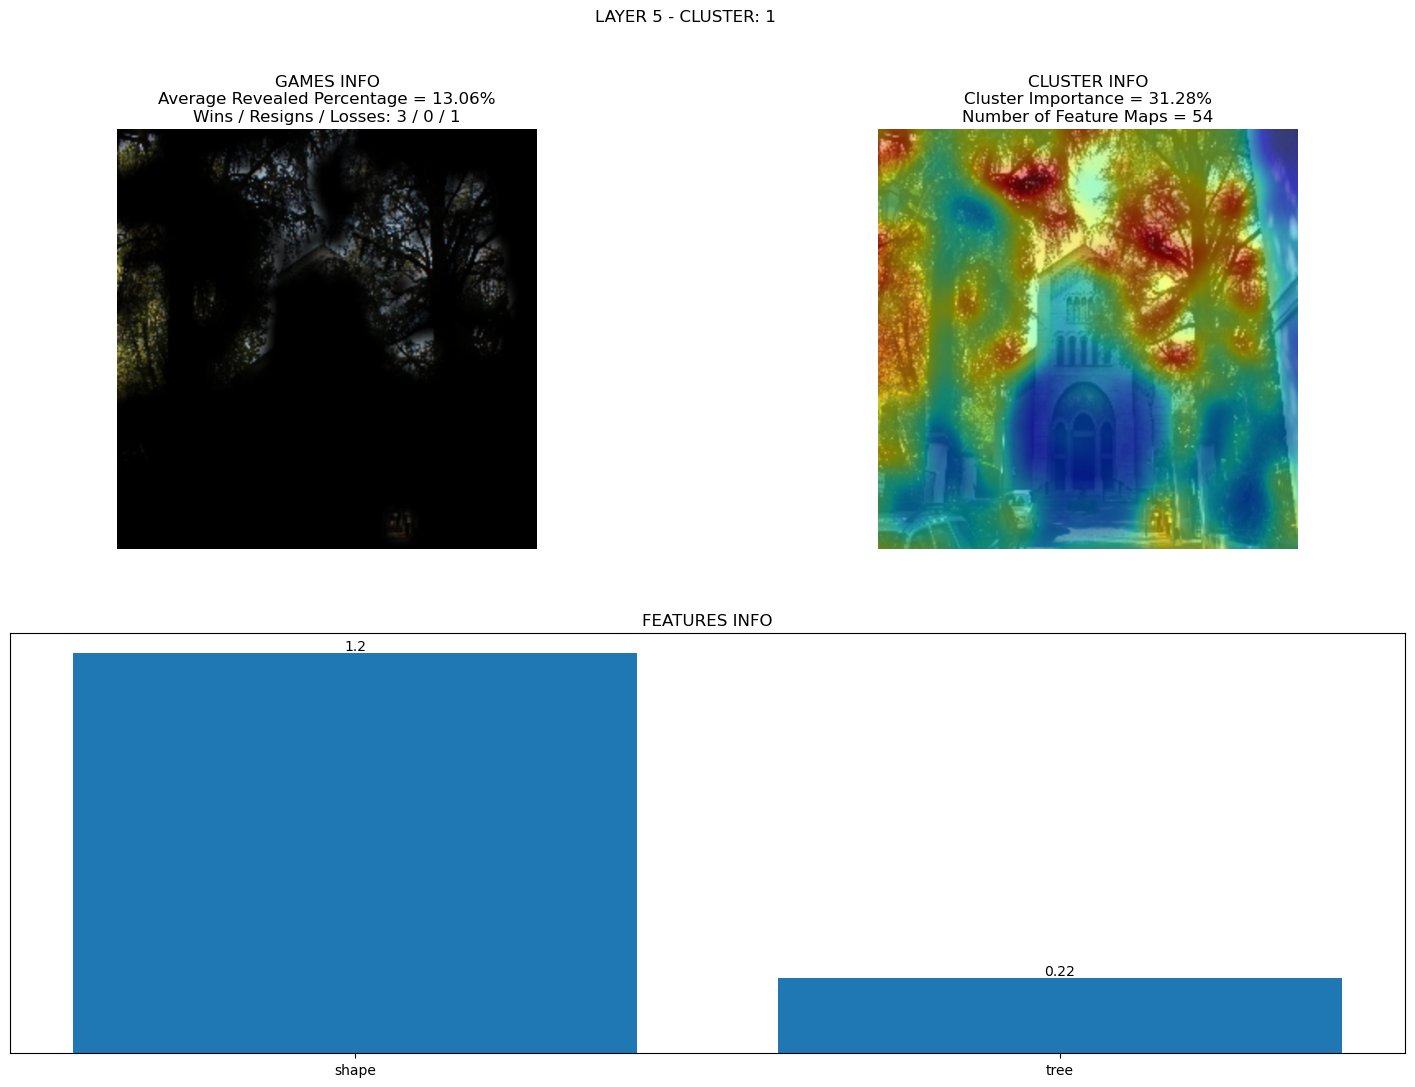 LAYER 5 - CLUSTER: 1
GAMES INFO
Average Revealed Percentage = 13.06%
Wins / Resigns / Losses: 3 / 0 / 1
CLUSTER INFO
Cluster Importance = 31.28%
Number of Feature Maps = 54
FEATURES INFO
1.2
0.22
shape
tree